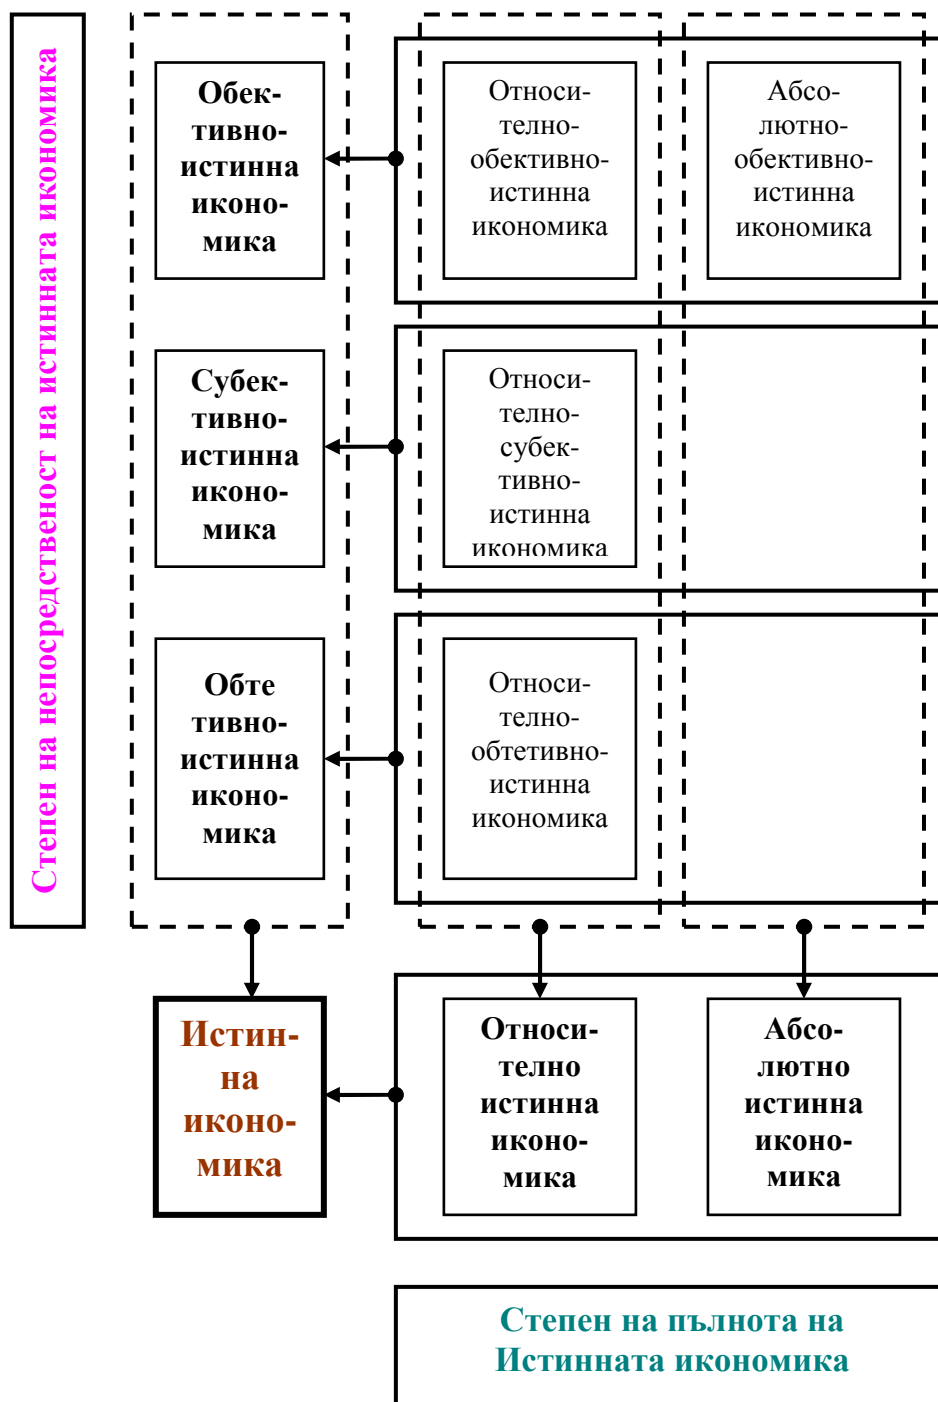 Степен на непосредственост на истинната икономика
Обек-
тивно-
истинна
иконо-
мика
Относи-
телно-
обективно-
истинна
икономика
Абсо-
лютно-
обективно-
истинна
икономика
Субек-
тивно-
истинна
иконо-
мика
Относи-
телно-
субек-
тивно-
истинна
икономика
Обте
тивно-
истинна
иконо-
мика
Относи-
телно-
обтетивно-
истинна
икономика
Истин-
на
иконо-
мика
Относи-
телно
истинна
иконо-
мика
Абсо-
лютно
истинна
иконо-
мика
Степен на пълнота на
Истинната икономика